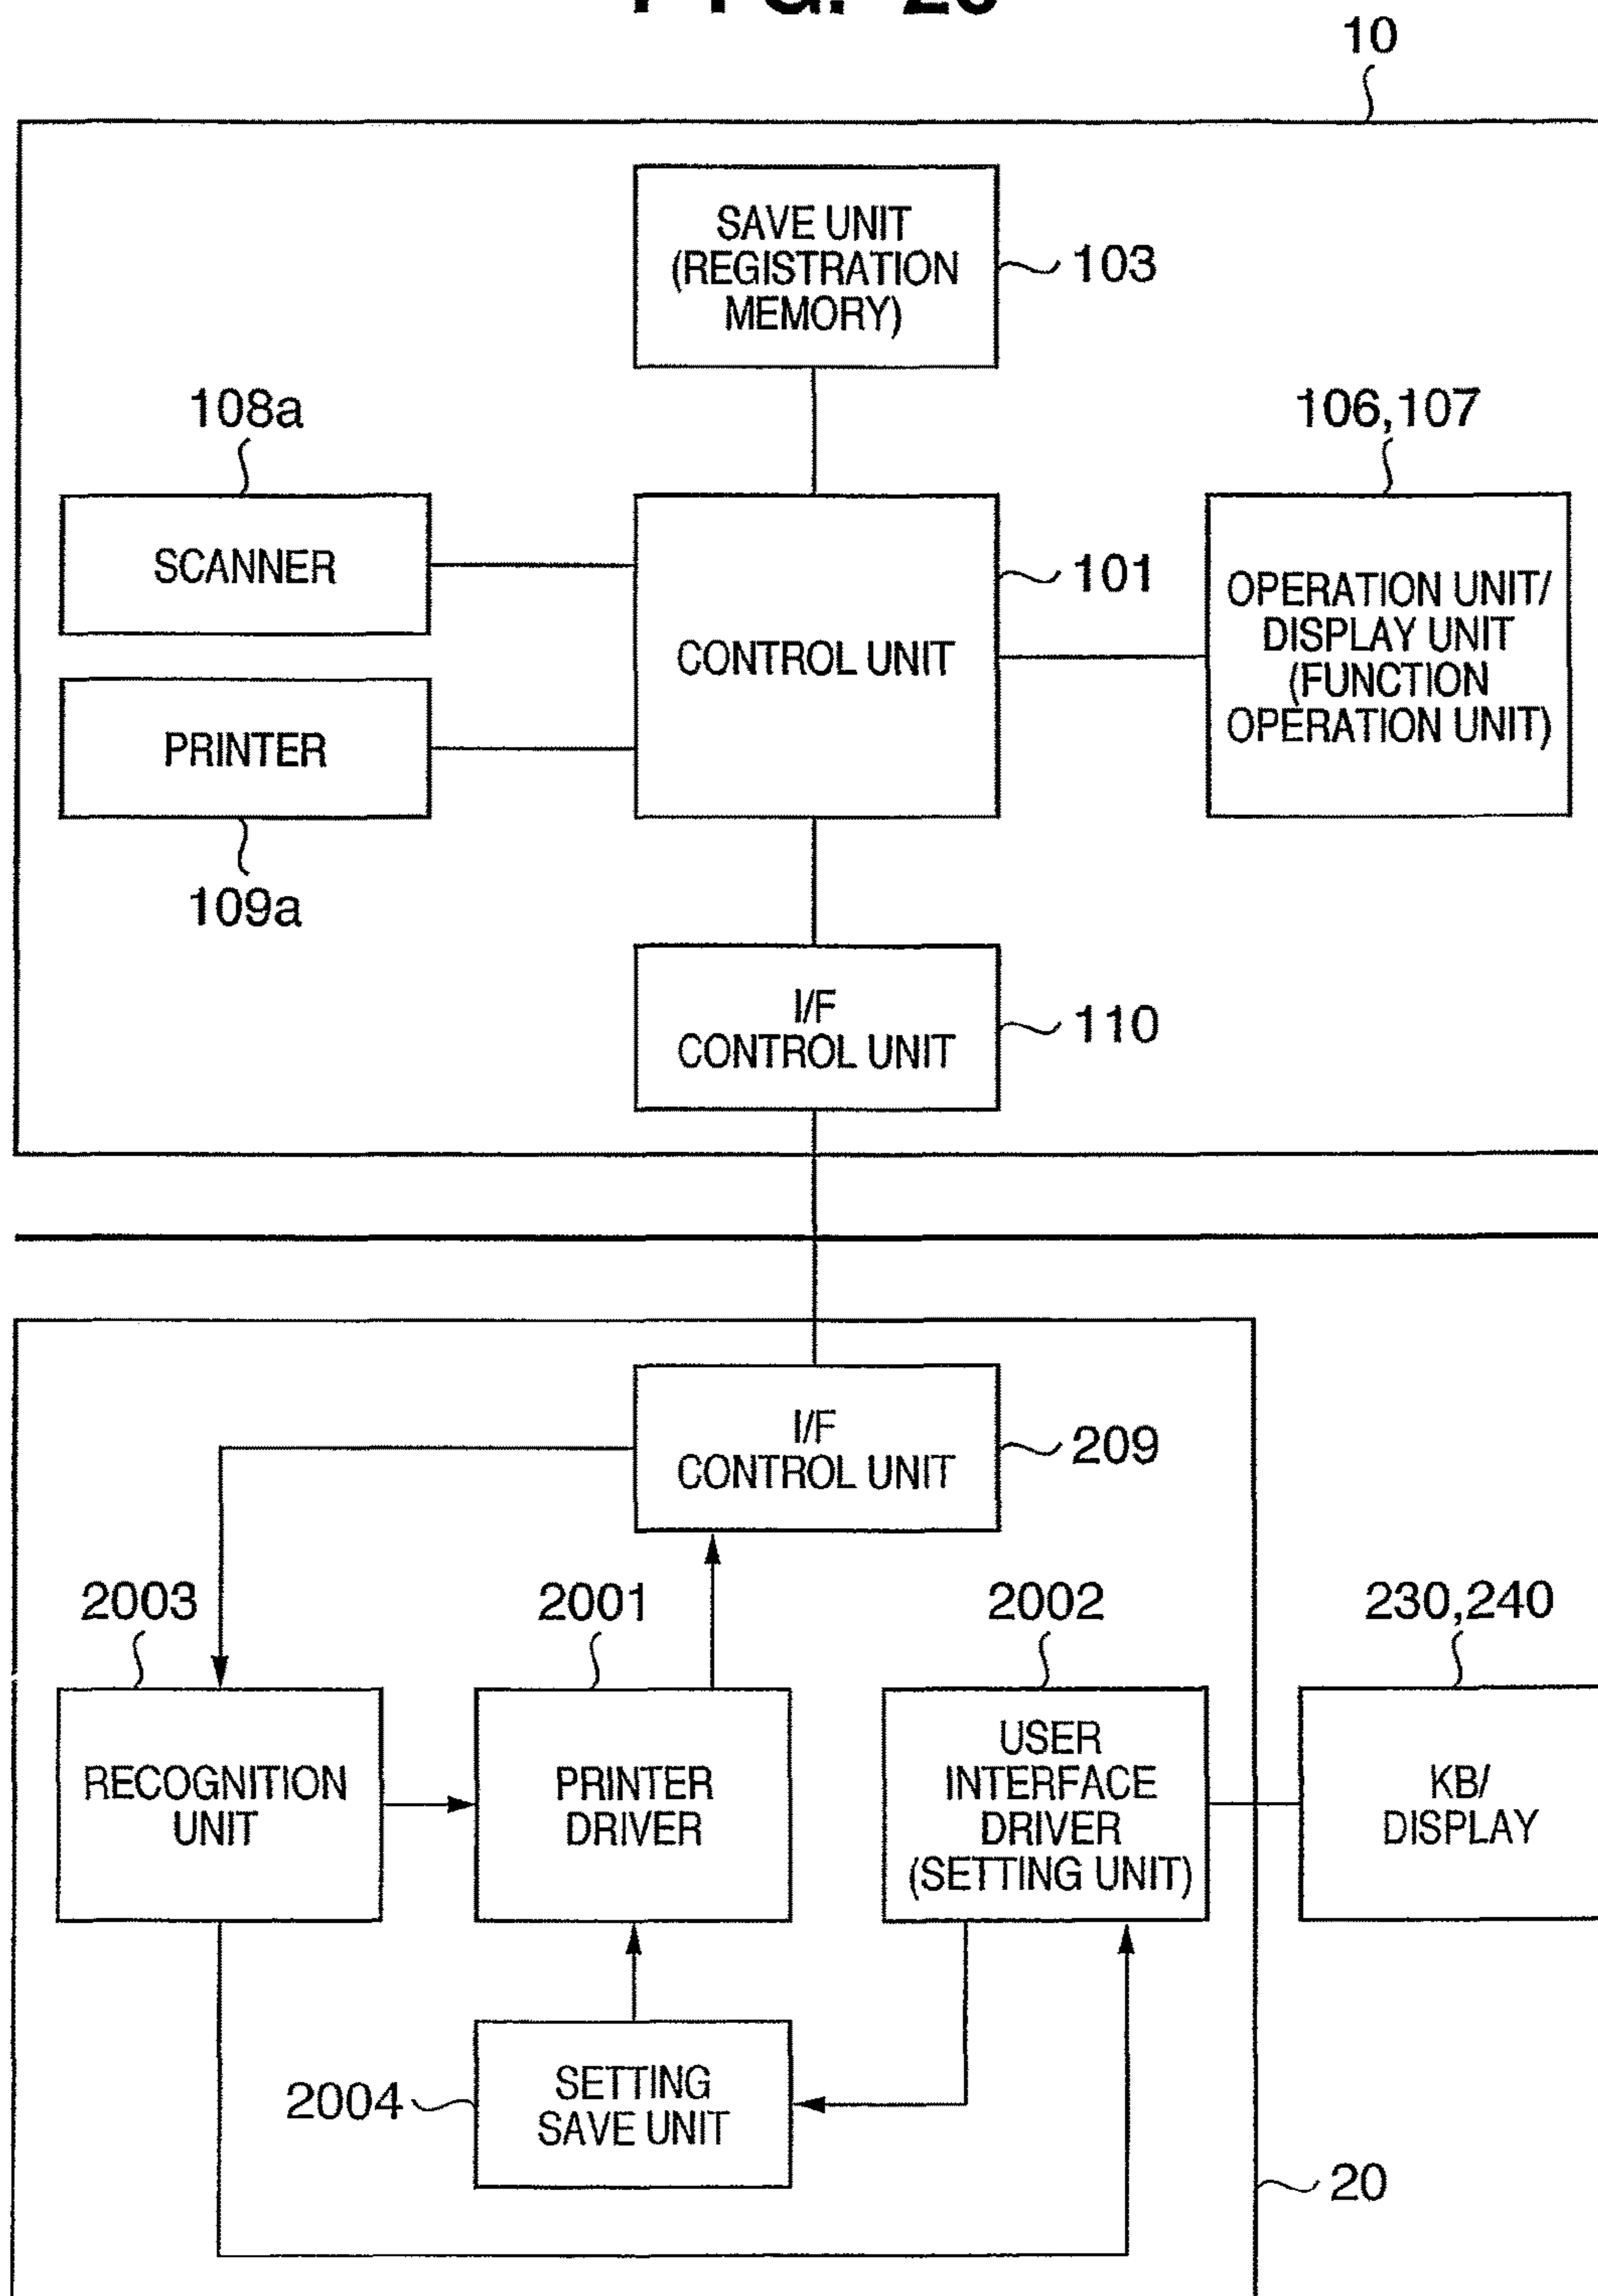 10
SAVE UNIT
(REGISTRATION
MEMORY)
103
108a
106,107
SCANNER
101
OPERATION UNIT/
DISPLAY UNIT
(FUNCTION
OPERATION UNIT)
CONTROL UNIT
PRINTER
109a
I/F
CONTROL UNIT
110
I/F
CONTROL UNIT
209
2003
2001
2002
230,240
RECOGNITION
UNIT
PRINTER
DRIVER
USER
INTERFACE
DRIVER
(SETTING UNIT)
KB/
DISPLAY
2004
SETTING
SAVE UNIT
20